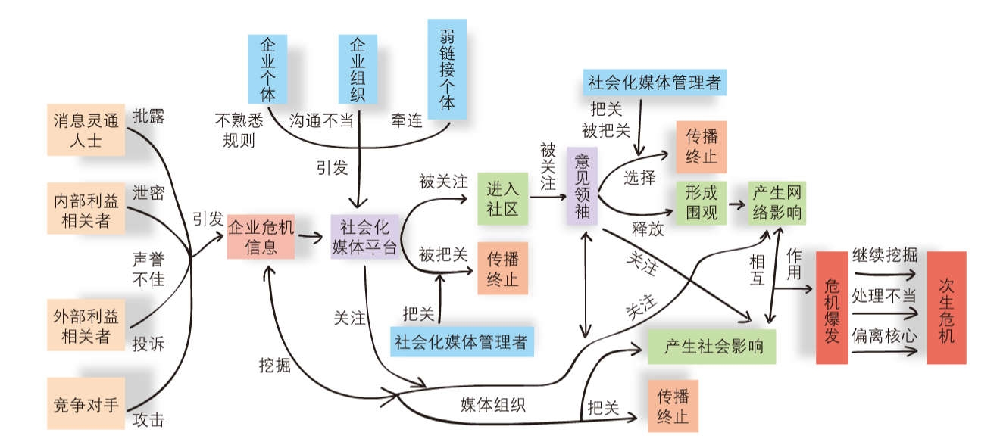 消息灵通
人士
批露
内部利益
相关者
泄密
声誉
不佳
外部利益
相关者
投诉
竞争对手
攻击
引发
企业危机
信息
企业个体
企业组织
弱链接个体
不熟悉
规则
沟通不当
牵连
引发
社会化
媒体平台
被关注
被把关
进入
社区
传播
终止
把关
社会化媒体管理者
关注
挖掘
被关注
意见领袖
社会化媒体管理者
把关
被把关
选择
传播
终止
释放
形成
围观
产生网
络影响
关注
关注
相互
作用
产生社会影响
媒体组织
把关
传播
终止
危机爆发
继续挖掘
处理不当
偏离核心
次生危机